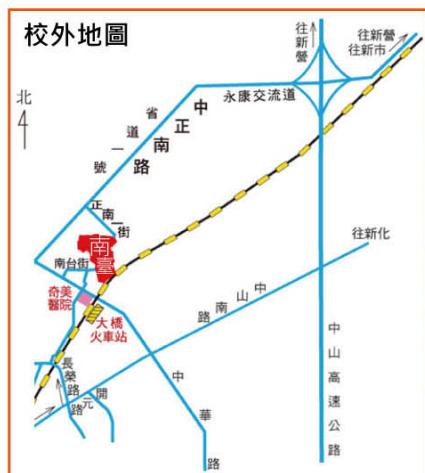 校外地圖
北
往新營
往新營
往新市
永康交流道
中正南路
省道一號
正南一街
南臺
南台街
往新化
奇美
醫院
大橋
火車站
中山南路
中山高速公路
長榮路
開元路
中華路